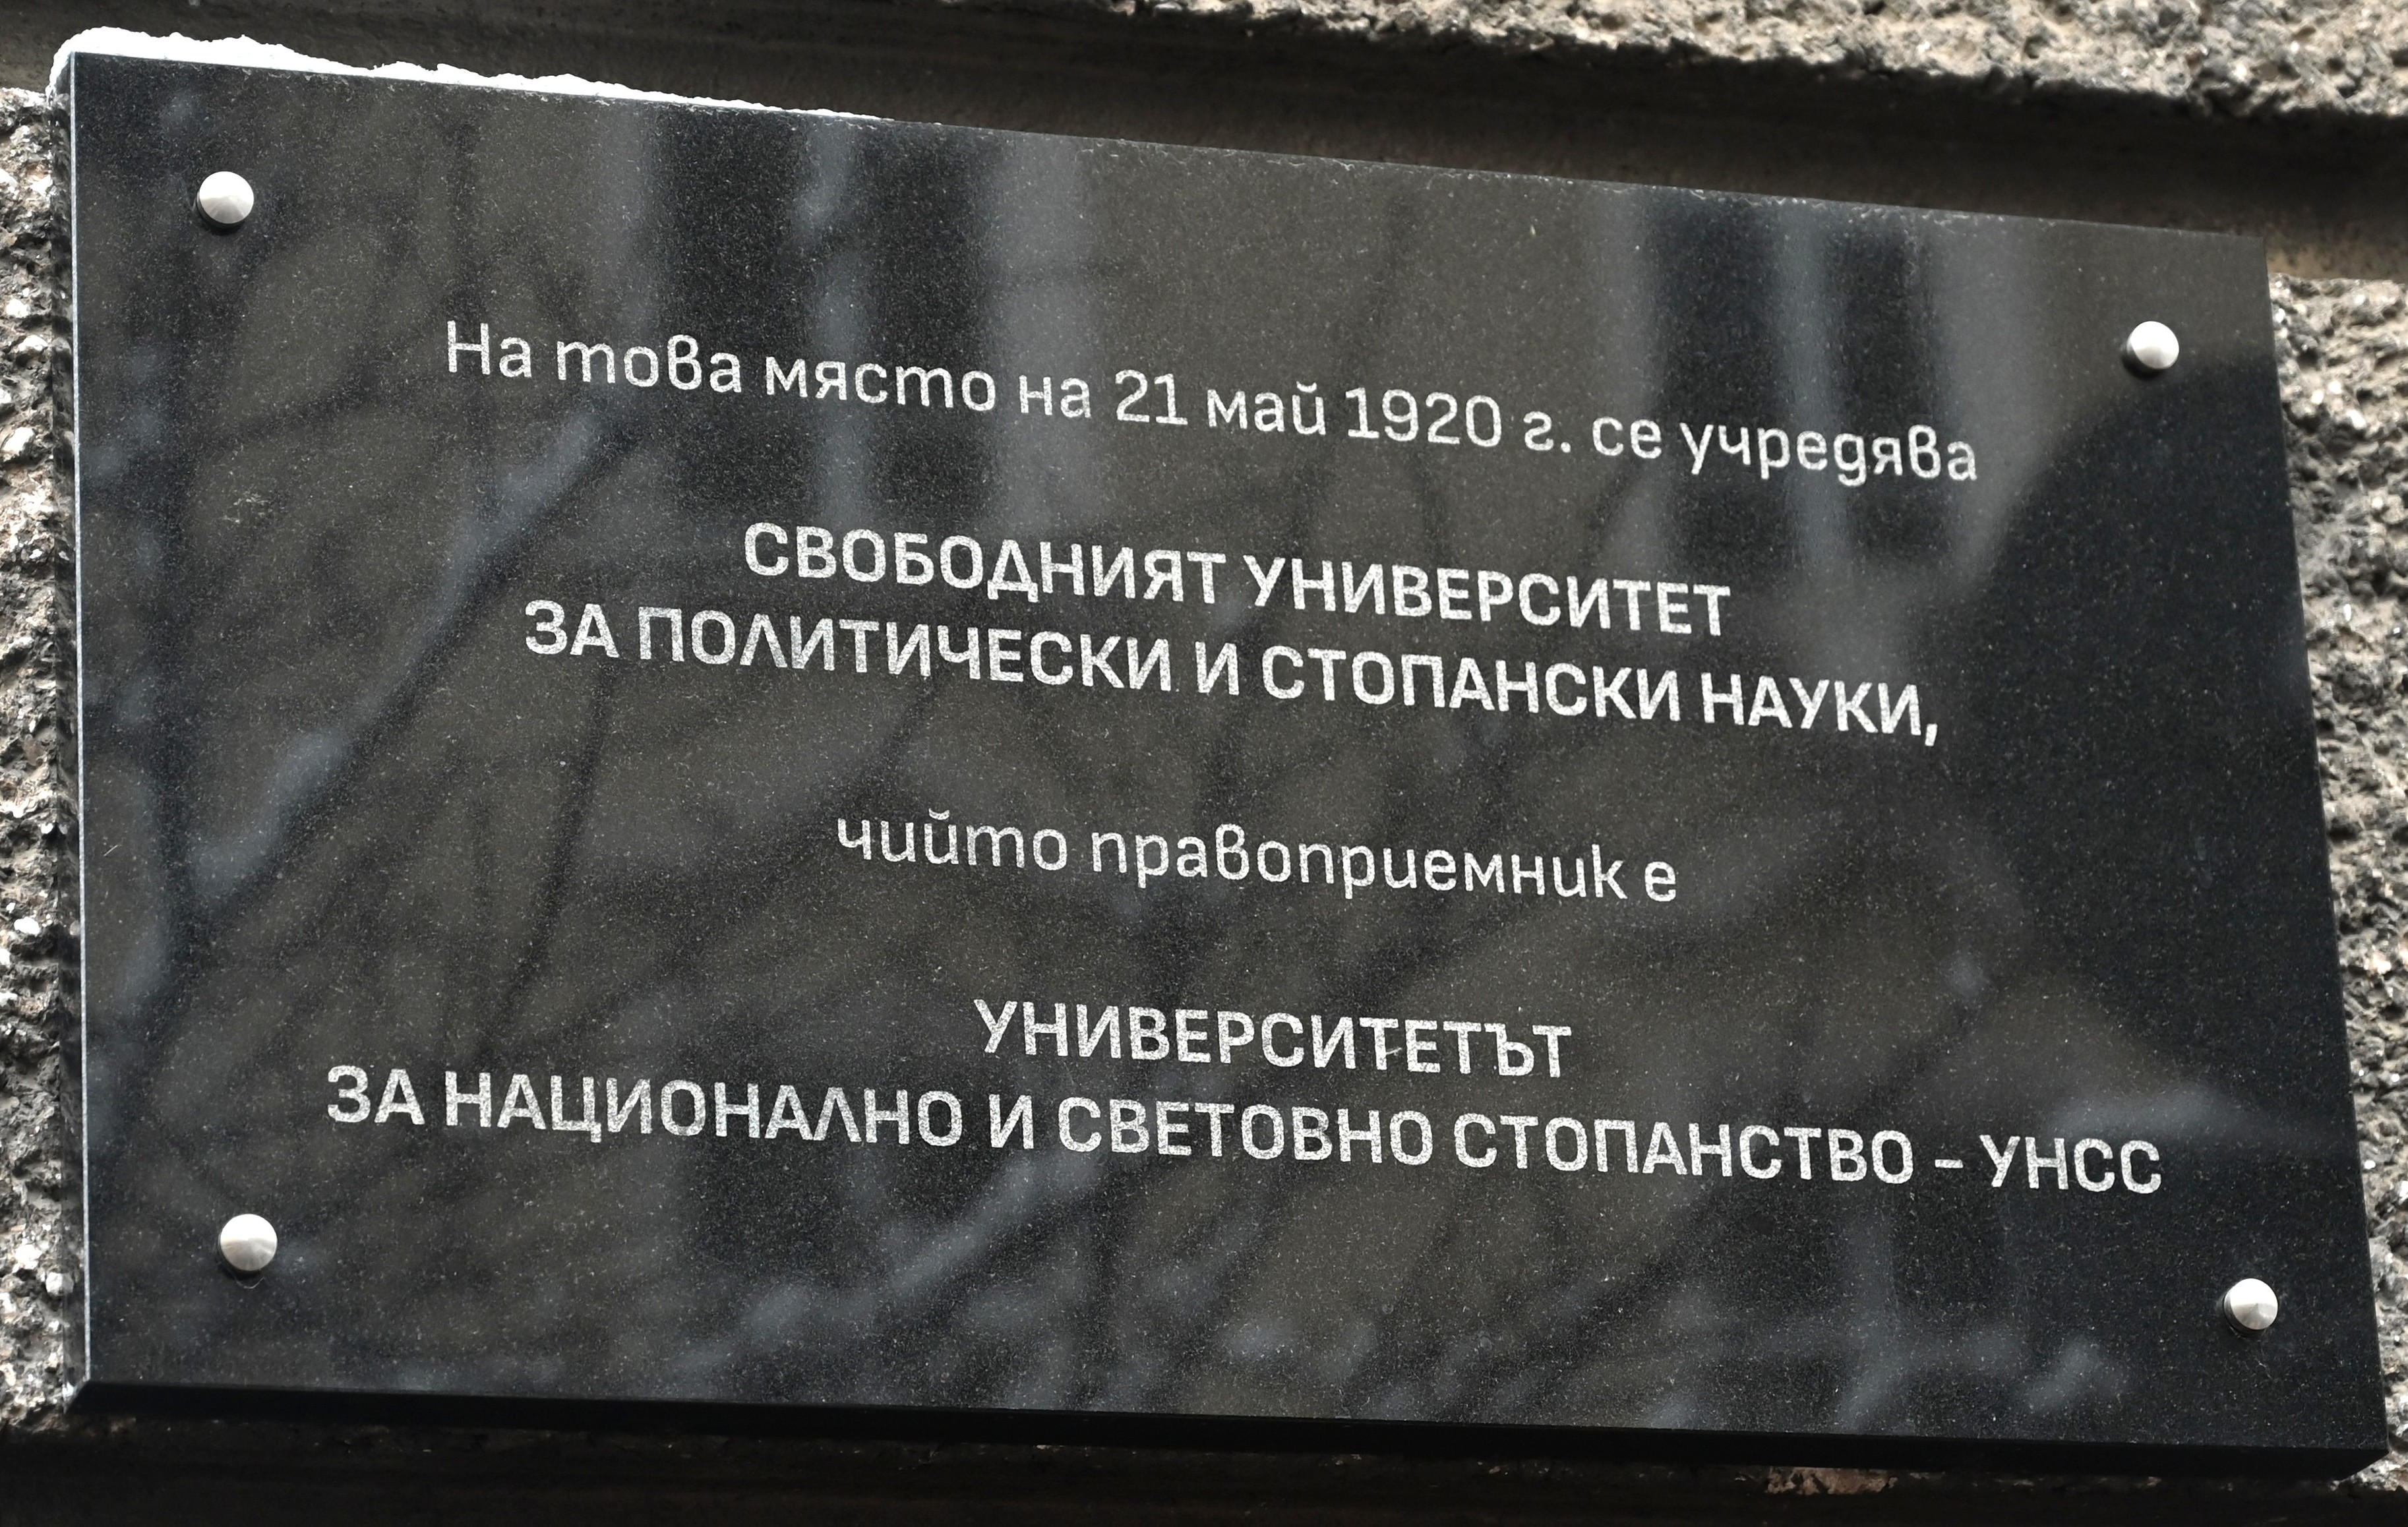 На това място на 21 май 1920 г. се учредява
СВОБОДНИЯТ УНИВЕРСИТЕТ
ЗА ПОЛИТИЧЕСКИ И СТОПАНСКИ НАУКИ,
чийто правоприемник е
УНИВЕРСИТЕТЪТ
ЗА НАЦИОНАЛНО И СВЕТОВНО СТОПАНСТВО - УНСС